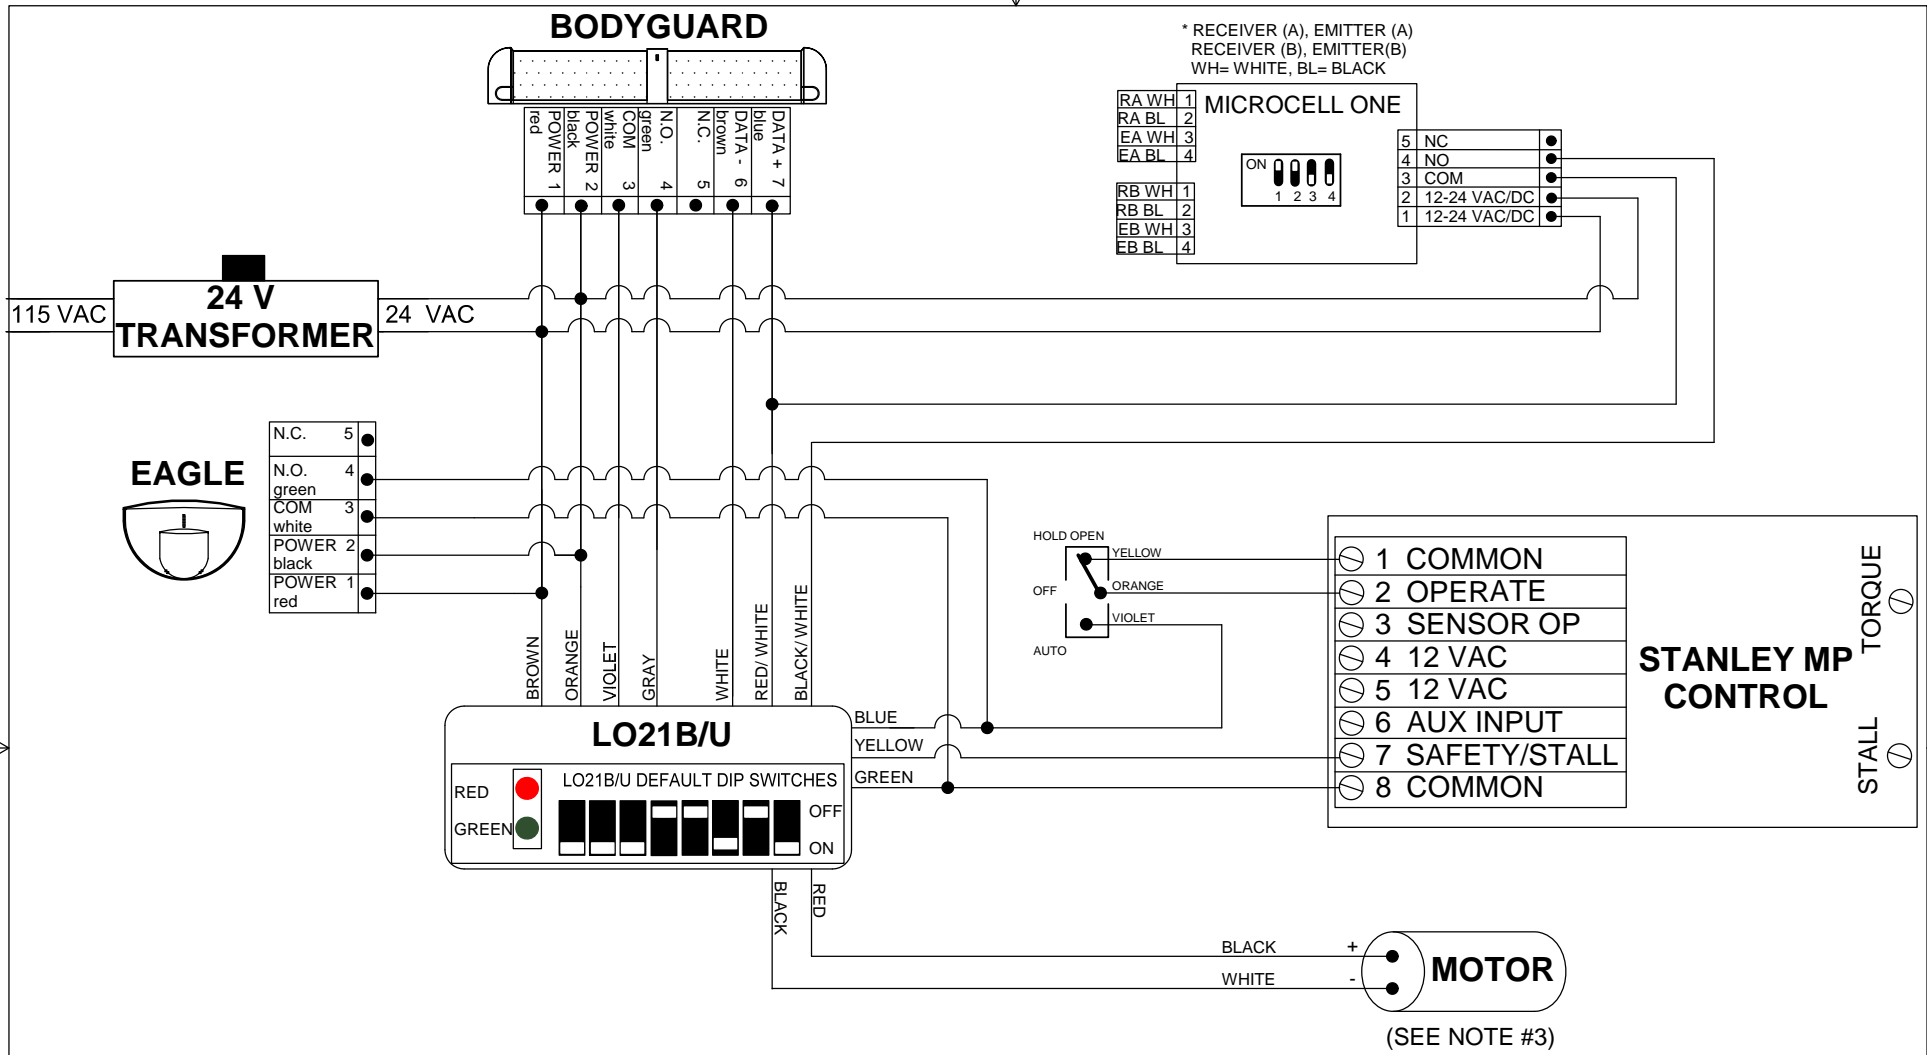 BODYGUARD
POWER 1
red
POWER 2
black
COM 3
white
N.O. 4
green
N.C. 5
DATA - 6
brown
DATA + 7
blue
* RECEIVER (A), EMITTER (A)
RECEIVER (B), EMITTER(B)
WH= WHITE, BL= BLACK
MICROCELL ONE
RA WH 1
RA BL 2
EA WH 3
EA BL 4
RB WH 1
RB BL 2
EB WH 3
EB BL 4
ON
1 2 3 4
5 NC
4 NO
3 COM
2 12-24 VAC/DC
1 12-24 VAC/DC
115 VAC
24 V
TRANSFORMER
24 VAC
EAGLE
N.C. 5
N.O. 4
green
COM 3
white
POWER 2
black
POWER 1
red
HOLD OPEN
OFF
AUTO
YELLOW
ORANGE
VIOLET
1 COMMON
2 OPERATE
3 SENSOR OP
4 12 VAC
5 12 VAC
6 AUX INPUT
7 SAFETY/STALL
8 COMMON
STANLEY MP
CONTROL
TORQUE
STALL
BROWN
ORANGE
VIOLET
GRAY
WHITE
RED/ WHITE
BLACK/ WHITE
LO21B/U
BLUE
YELLOW
GREEN
LO21B/U DEFAULT DIP SWITCHES
RED
GREEN
OFF
ON
BLACK
RED
BLACK +
WHITE -
MOTOR
(SEE NOTE #3)